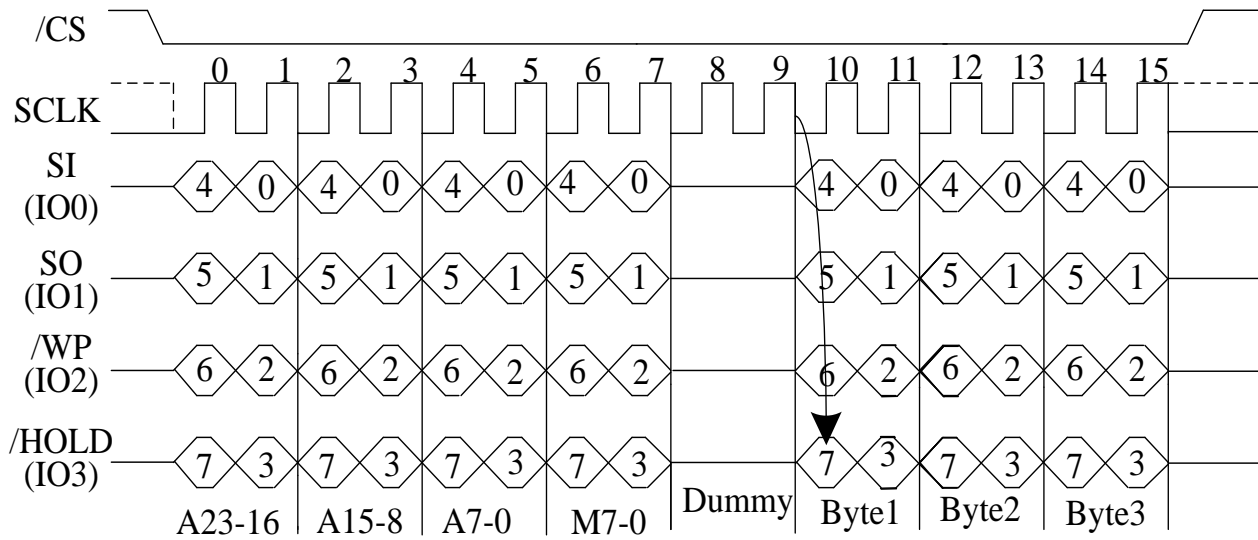 /CS
0 1 2 3 4 5 6 7 8 9 10 11 12 13 14 15
SCLK
SI
(IO0)
4 0 4 0 4 0 4 0 4 0 4 0 4 0
SO
(IO1)
5 1 5 1 5 1 5 1 5 1 5 1 5 1
/WP
(IO2)
6 2 6 2 6 2 6 2 6 2 6 2 6 2
/HOLD
(IO3)
7 3 7 3 7 3 7 3 7 3 7 3 7 3
A23-16 A15-8 A7-0 M7-0 Dummy Byte1 Byte2 Byte3